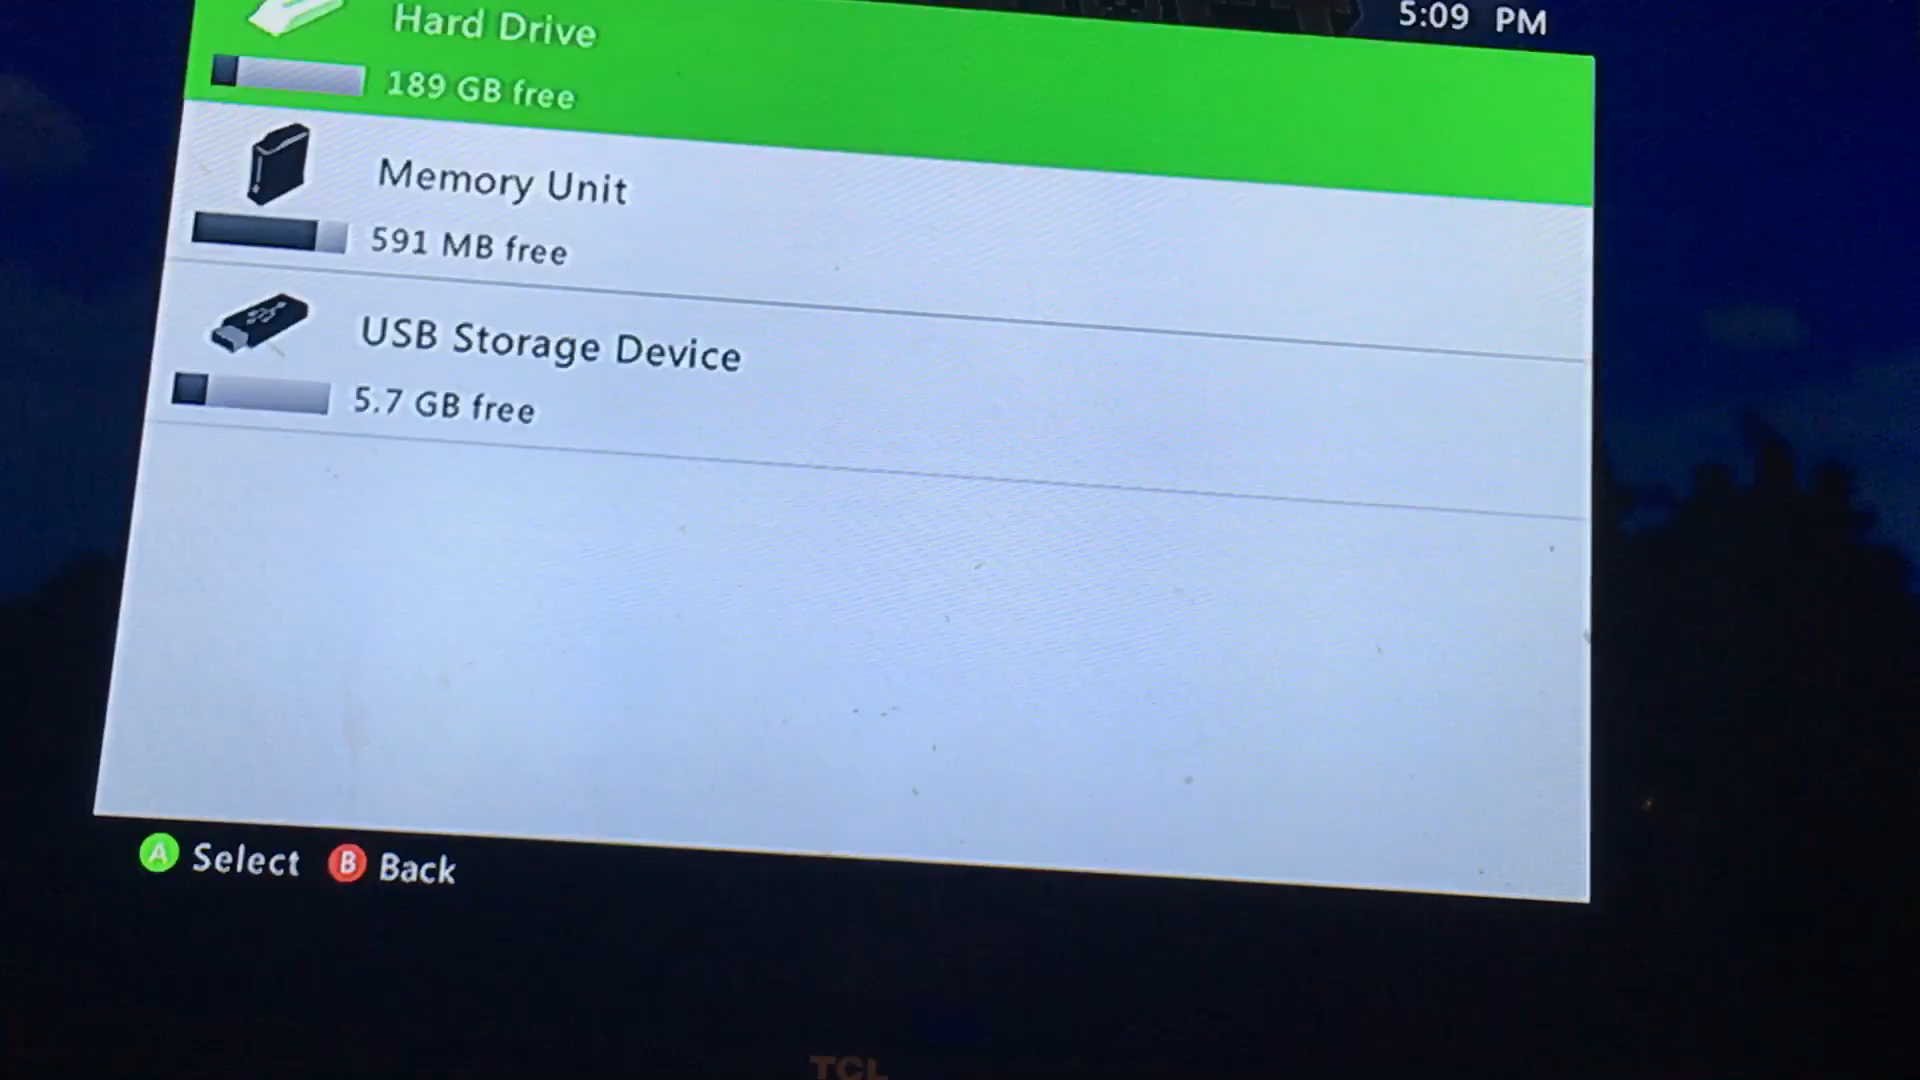 5:09 PM
Hard Drive
189 GB free
Memory Unit
591 MB free
USB Storage Device
5.7 GB free
A Select B Back
TCL